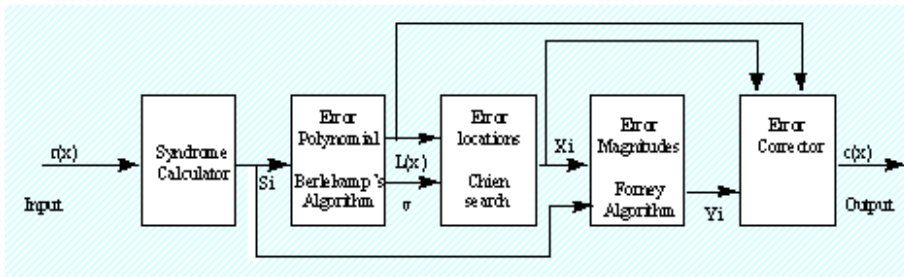 r(x)
Input
Syndrome
Calculator
Si
Error
Polynomial
Berlekamp's
Algorithm
L(x)
v
Error
locations
Chien
search
Xi
Error
Magnitudes
Forney
Algorithm
Yi
Error
Corrector
c(x)
Output